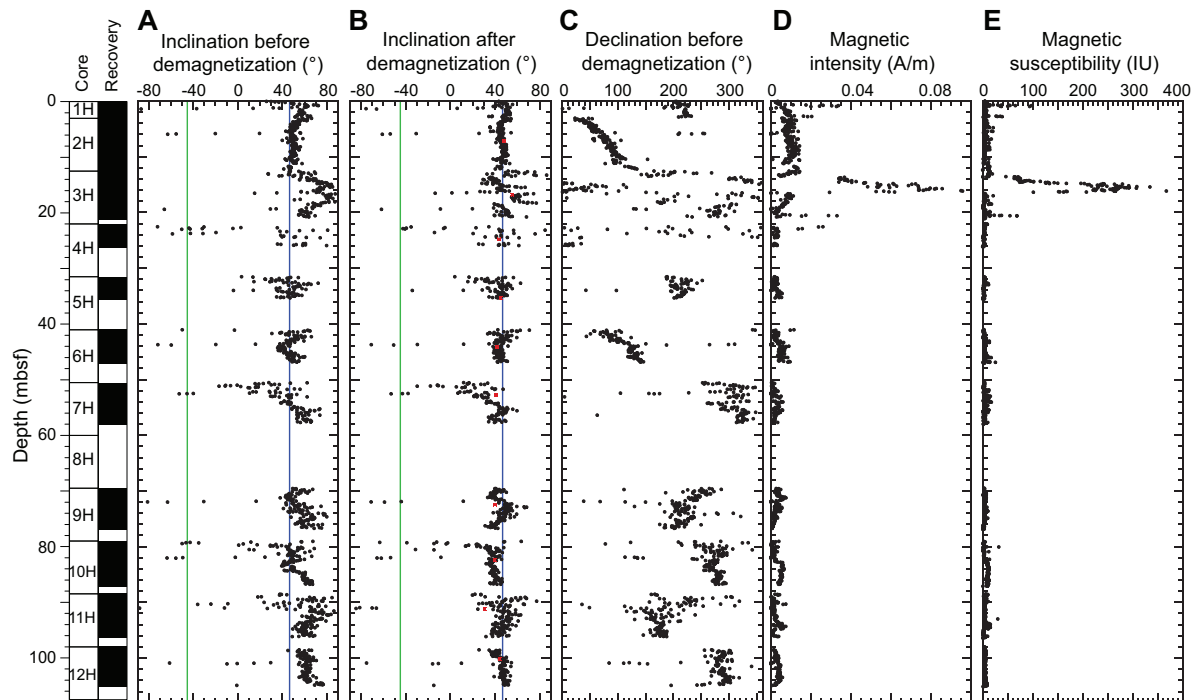 A
B
C
D
E
Core
Recovery
Inclination before
demagnetization (°)
Inclination after
demagnetization (°)
Declination before
demagnetization (°)
Magnetic
intensity (A/m)
Magnetic
susceptibility (IU)
-80 -40 0 40 80
-80 -40 0 40 80
0 100 200 300
0 0.04 0.08
0 100 200 300 400
Depth (mbsf)
0
20
40
60
80
100
1H
2H
3H
4H
5H
6H
7H
8H
9H
10H
11H
12H